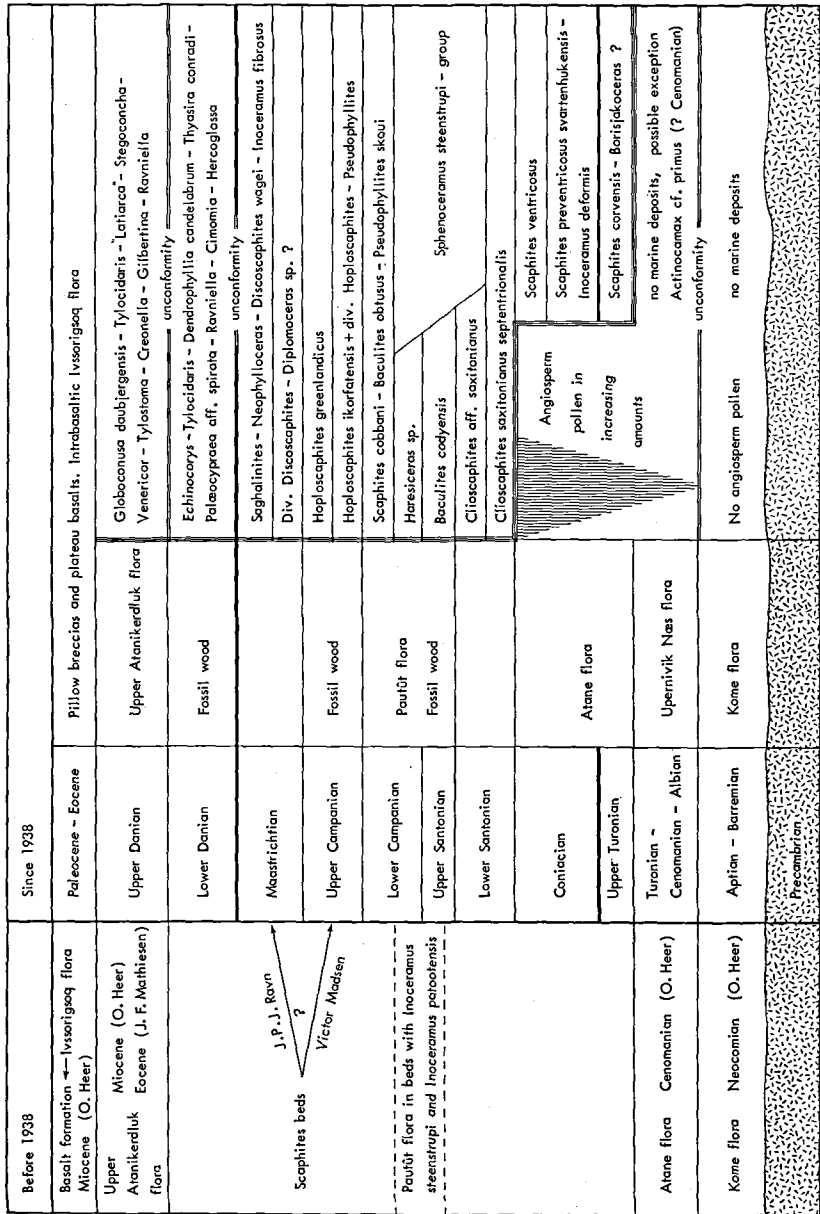 Before 1938
Since 1938
Basalt formation ← Ivssorigsoq flora
Miocene (O. Heer)
Paleocene – Eocene
Pillow breccias and plateau basalts. Intrabasaltic Ivssorigsoq flora
Upper
Atanikerdluk
flora
Miocene (O. Heer)
Eocene (J. F. Mathiesen)
Upper Danian
Upper Atanikerdluk flora
Globoconusa daubjergensis – Tylocidaris – "Latiarca" – Stegoconcha –
Venericor – Tylostoma – Creonella – Gilbertina – Ravniella
unconformity
Lower Danian
Fossil wood
Echinocorys – Tylocidaris – Dendrophyllia candelabrum – Thyasira conradi –
Palæocypraea aff. spirata – Ravniella – Cimomia – Hercoglossa
unconformity
Scaphites beds
J.P.J. Ravn
?
Victor Madsen
Maastrichtian
Saghalinites – Neophylloceras – Discoscaphites wagei – Inoceramus fibrosus
Div. Discoscaphites – Diplomoceras sp. ?
Upper Campanian
Fossil wood
Hoploscaphites greenlandicus
Hoploscaphites ikorfatensis + div. Hoploscaphites – Pseudophyllites
Pautût flora in beds with Inoceramus
steenstrupi and Inoceramus patootensis
Lower Campanian
Upper Santonian
Pautût flora
Fossil wood
Scaphites cobbani – Baculites obtusus – Pseudophyllites skoui
Haresiceras sp.
Baculites codyensis
Sphenoceramus steenstrupi – group
Lower Santonian
Clioscaphites aff. saxitonianus
Clioscaphites saxitonianus septentrionalis
Coniacian
Upper Turonian
Atane flora
Angiosperm
pollen in
increasing
amounts
Scaphites ventricosus
Scaphites preventricosus svartenhukensis –
Inoceramus deformis
Scaphites corvensis – Borisjakoceras ?
Atane flora Cenomanian (O. Heer)
Turonian –
Cenomanian – Albian
Upernivik Næs flora
no marine deposits, possible exception
Actinocamax cf. primus (? Cenomanian)
unconformity
Kome flora Neocomian (O. Heer)
Aptian – Barremian
Kome flora
No angiosperm pollen
no marine deposits
Precambrian